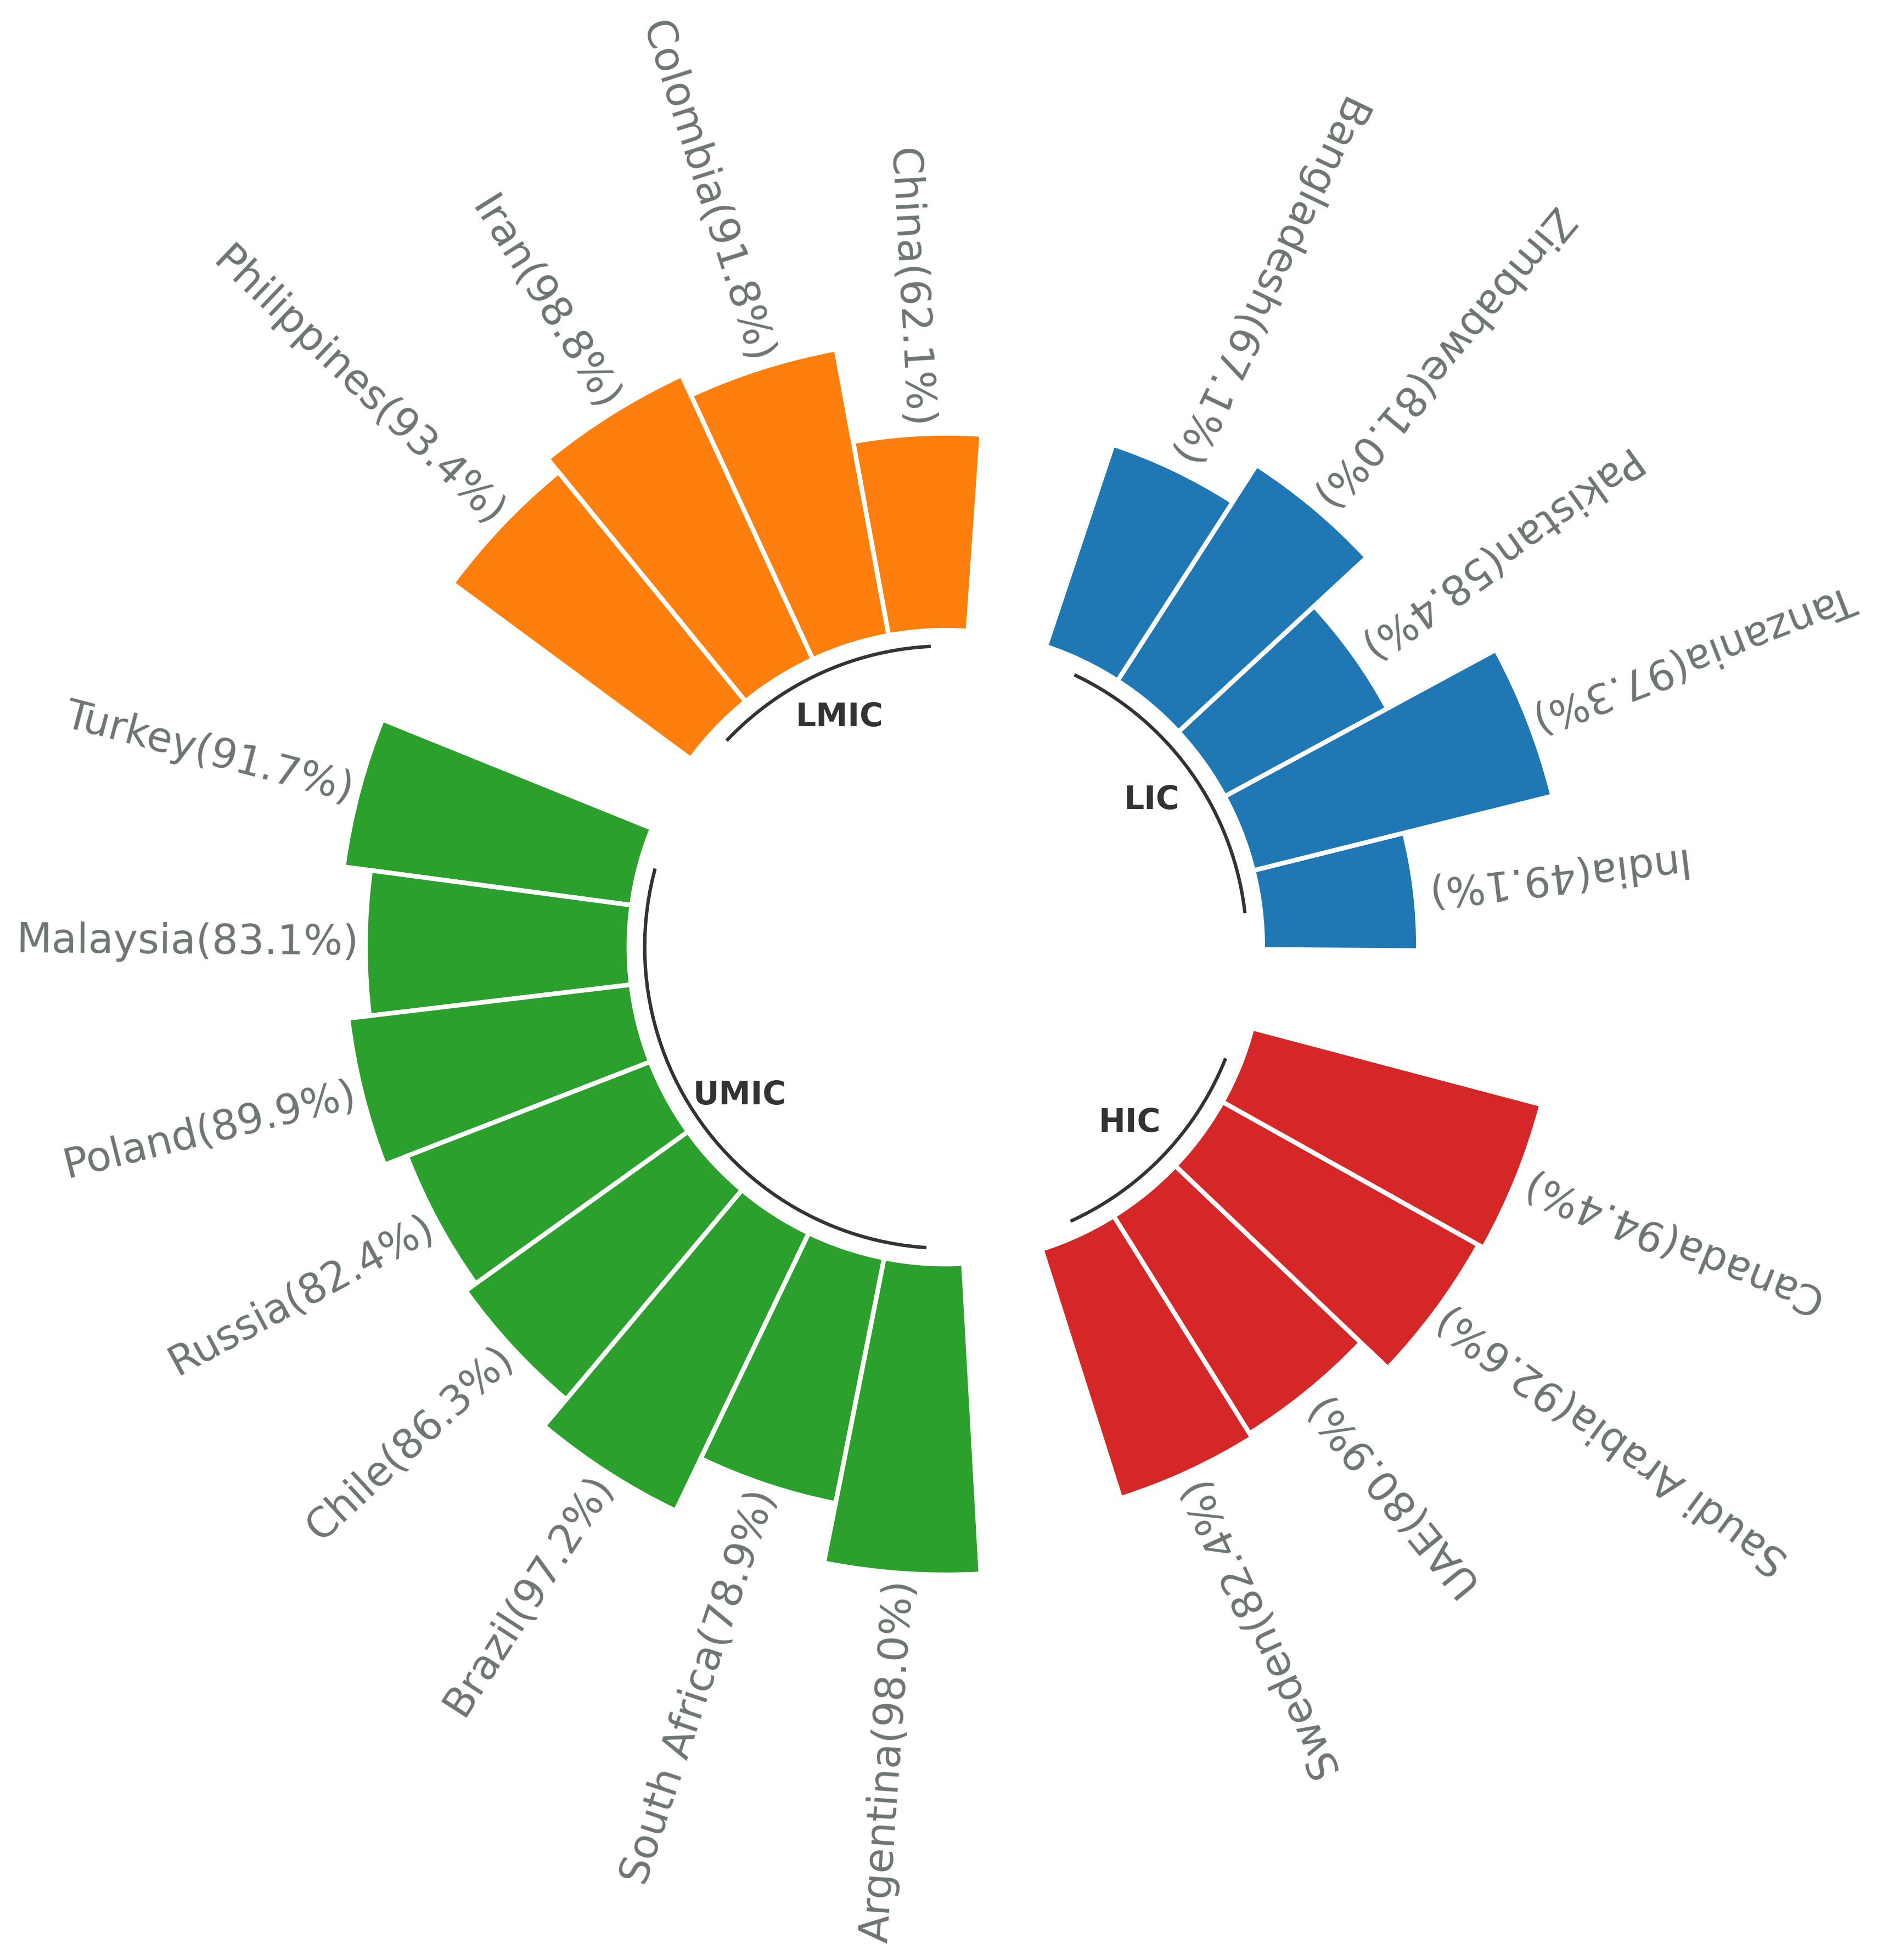 Colombia(91.8%)
China(62.1%)
Bangladesh(67.1%)
Zimbabwe(81.0%)
Pakistan(58.4%)
Tanzamia(97.3%)
India(49.1%)
Iran(98.8%)
Philippines(93.4%)
Turkey(91.7%)
Malaysia(83.1%)
Poland(89.9%)
Russia(82.4%)
Chile(86.3%)
Brazil(97.2%)
South Africa(78.9%)
Argentina(98.0%)
Sweden(82.4%)
UAE(80.9%)
Saudi Arabia(92.6%)
Canada(94.4%)
LMIC
LIC
UMIC
HIC